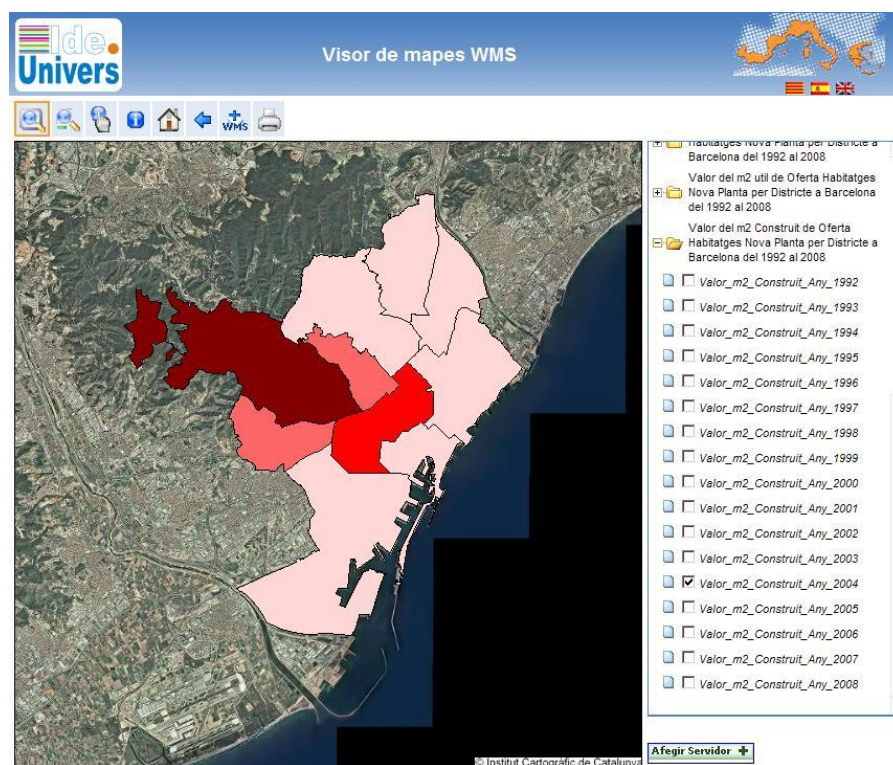 Ide
Univers
Visor de mapes WMS
WMS
Habitatges Nova Planta per Districte a
Barcelona del 1992 al 2008
Valor del m2 util de Oferta Habitatges
Nova Planta per Districte a Barcelona
del 1992 al 2008
Valor del m2 Construit de Oferta
Habitatges Nova Planta per Districte a
Barcelona del 1992 al 2008
Valor_m2_Construit_Any_1992
Valor_m2_Construit_Any_1993
Valor_m2_Construit_Any_1994
Valor_m2_Construit_Any_1995
Valor_m2_Construit_Any_1996
Valor_m2_Construit_Any_1997
Valor_m2_Construit_Any_1998
Valor_m2_Construit_Any_1999
Valor_m2_Construit_Any_2000
Valor_m2_Construit_Any_2001
Valor_m2_Construit_Any_2002
Valor_m2_Construit_Any_2003
Valor_m2_Construit_Any_2004
Valor_m2_Construit_Any_2005
Valor_m2_Construit_Any_2006
Valor_m2_Construit_Any_2007
Valor_m2_Construit_Any_2008
© Institut Cartogràfic de Catalunya
Afegir Servidor